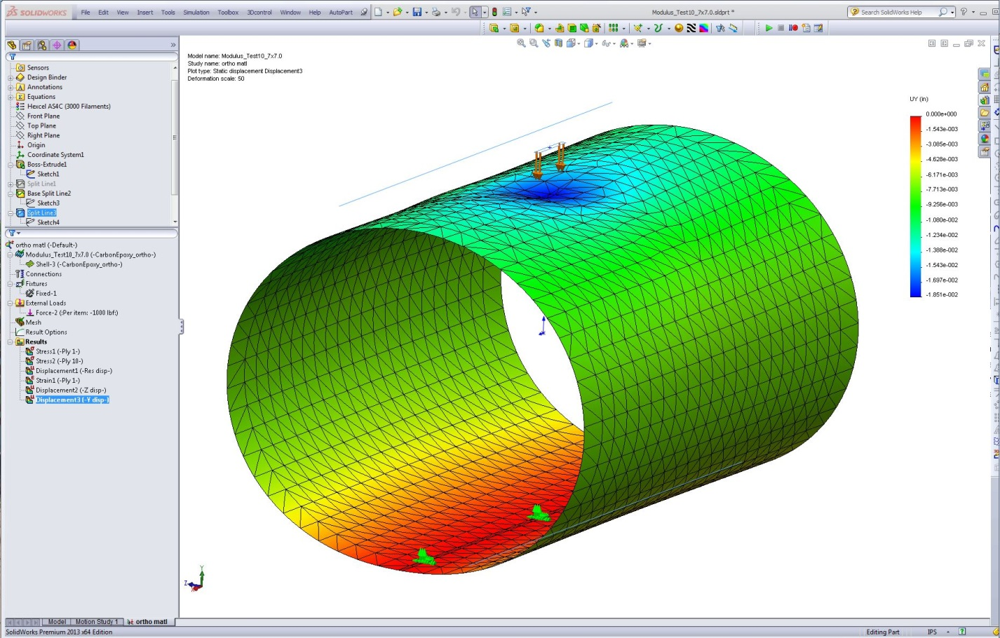 SOLIDWORKS File Edit View Insert Tools Simulation Toolbox 3Dcontrol Window Help AutoPart Modulus_Test10_7x7.0.sldprt * Search SolidWorks Help
Sensors
Design Binder
Annotations
Equations
Hexcel AS4C (3000 Filaments)
Front Plane
Top Plane
Right Plane
Origin
Coordinate System1
Boss-Extrude1
Sketch1
Split Line1
Base Split Line2
Sketch3
Split Line3
Sketch4
ortho matl (-Default-)
Modulus_Test10_7x7.0 (-CarbonEpoxy_ortho-)
Shell-3 (-CarbonEpoxy_ortho-)
Connections
Fixtures
Fixed-1
External Loads
Force-2 (:Per item: -1000 lbf:)
Mesh
Result Options
Results
Stress1 (-Ply 1-)
Stress2 (-Ply 10-)
Displacement1 (-Res disp-)
Strain1 (-Ply 1-)
Displacement2 (-Z disp-)
Displacement3 (-Y disp-)
Model name: Modulus_Test10_7x7.0
Study name: ortho matl
Plot type: Static displacement Displacement3
Deformation scale: 50
UY (in)
0.000e+000
-1.543e-003
-3.085e-003
-4.628e-003
-6.171e-003
-7.713e-003
-9.256e-003
-1.080e-002
-1.234e-002
-1.388e-002
-1.543e-002
-1.697e-002
-1.851e-002
Y
Z
X
Model Motion Study 1 ortho matl
SolidWorks Premium 2013 x64 Edition Editing Part IPS